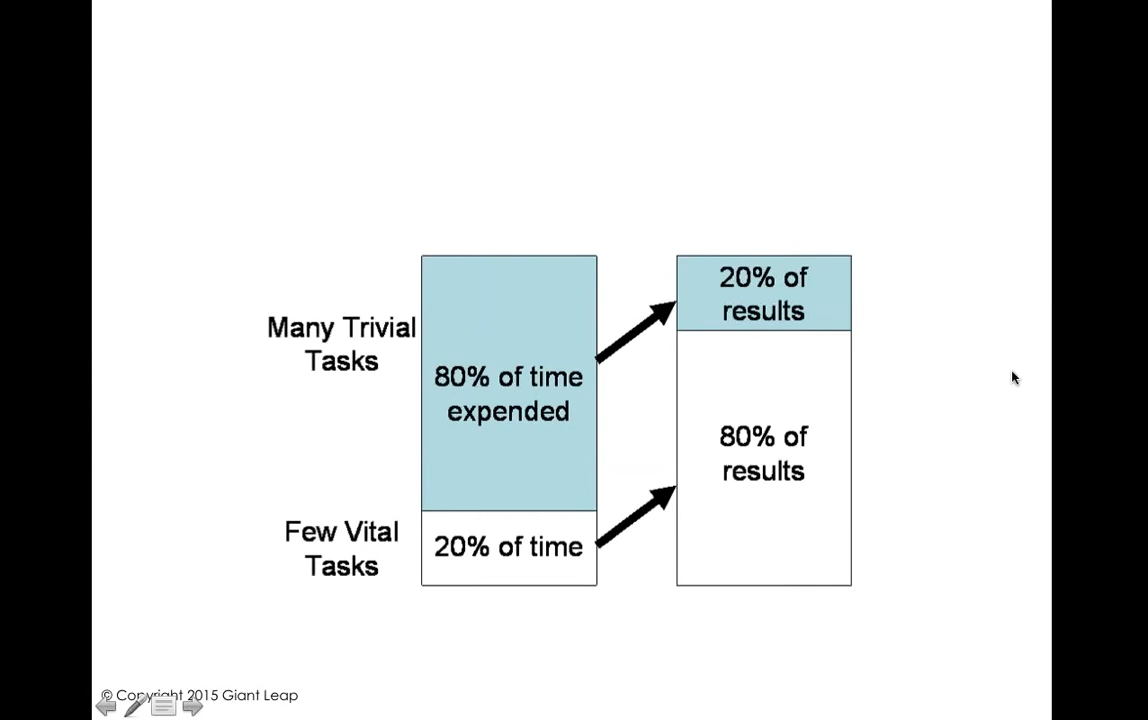 Many Trivial
Tasks
80% of time
expended
20% of
results
80% of
results
Few Vital
Tasks
20% of time
© Copyright 2015 Giant Leap